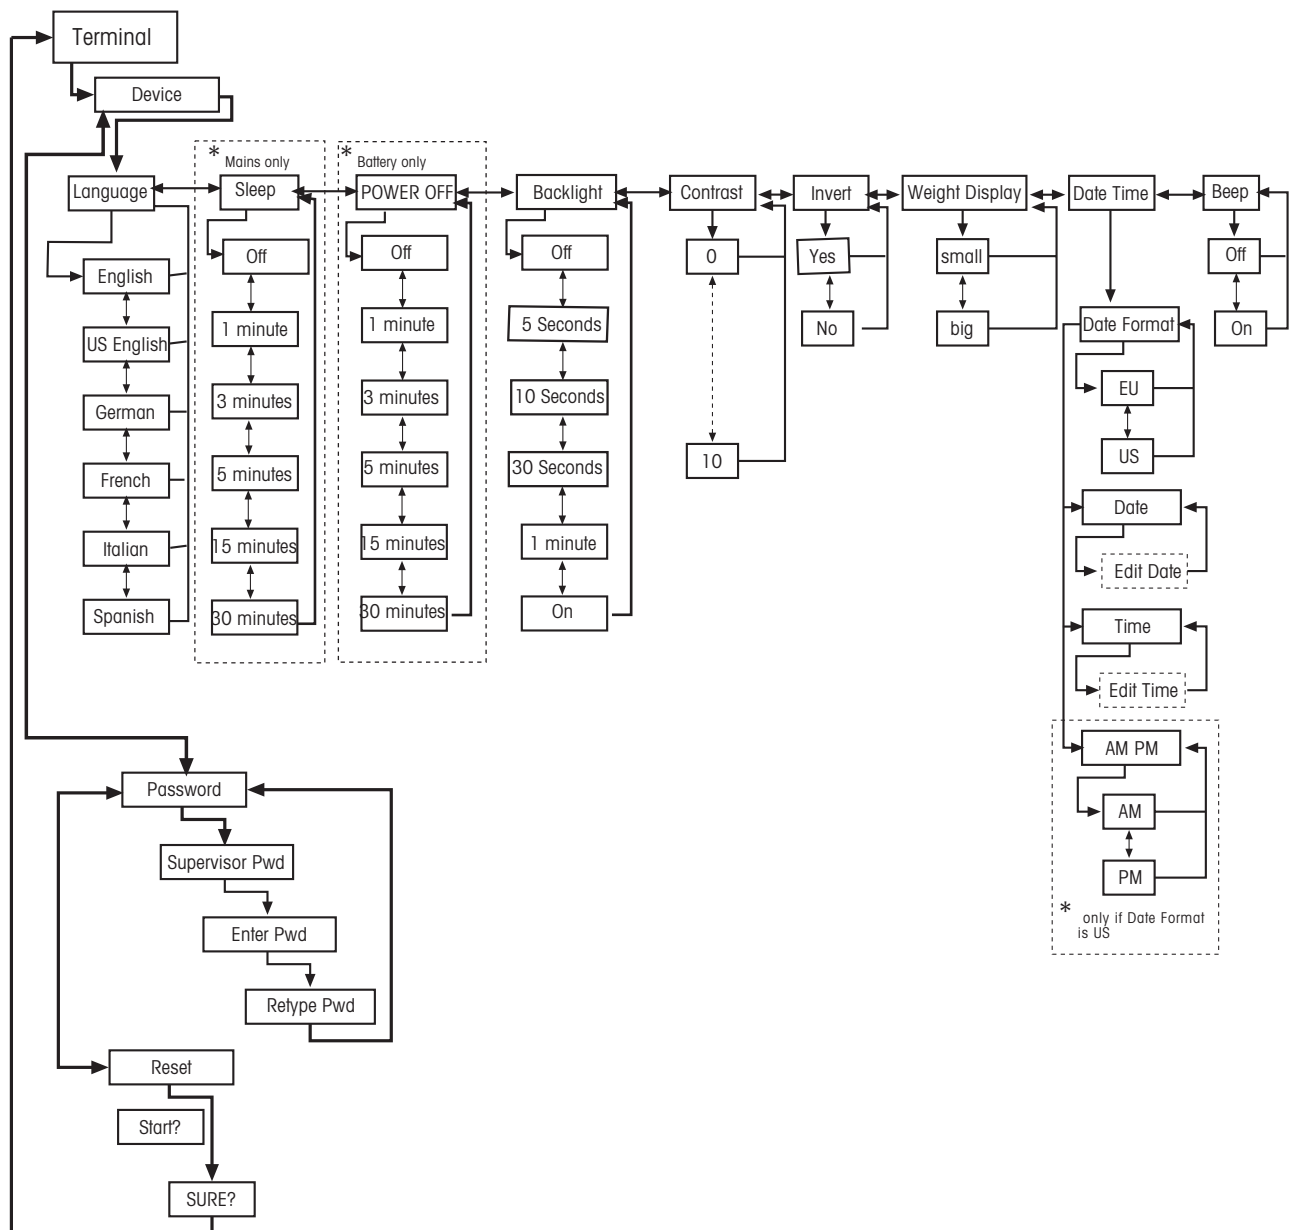 Terminal
Device
* Mains only
* Battery only
Language
Sleep
POWER OFF
Backlight
Contrast
Invert
Weight Display
Date Time
Beep
English
US English
German
French
Italian
Spanish
Off
1 minute
3 minutes
5 minutes
15 minutes
30 minutes
Off
1 minute
3 minutes
5 minutes
15 minutes
30 minutes
Off
5 Seconds
10 Seconds
30 Seconds
1 minute
On
0
10
Yes
No
small
big
Date Format
EU
US
Date
Edit Date
Time
Edit Time
AM PM
AM
PM
* only if Date Format
is US
Off
On
Password
Supervisor Pwd
Enter Pwd
Retype Pwd
Reset
Start?
SURE?